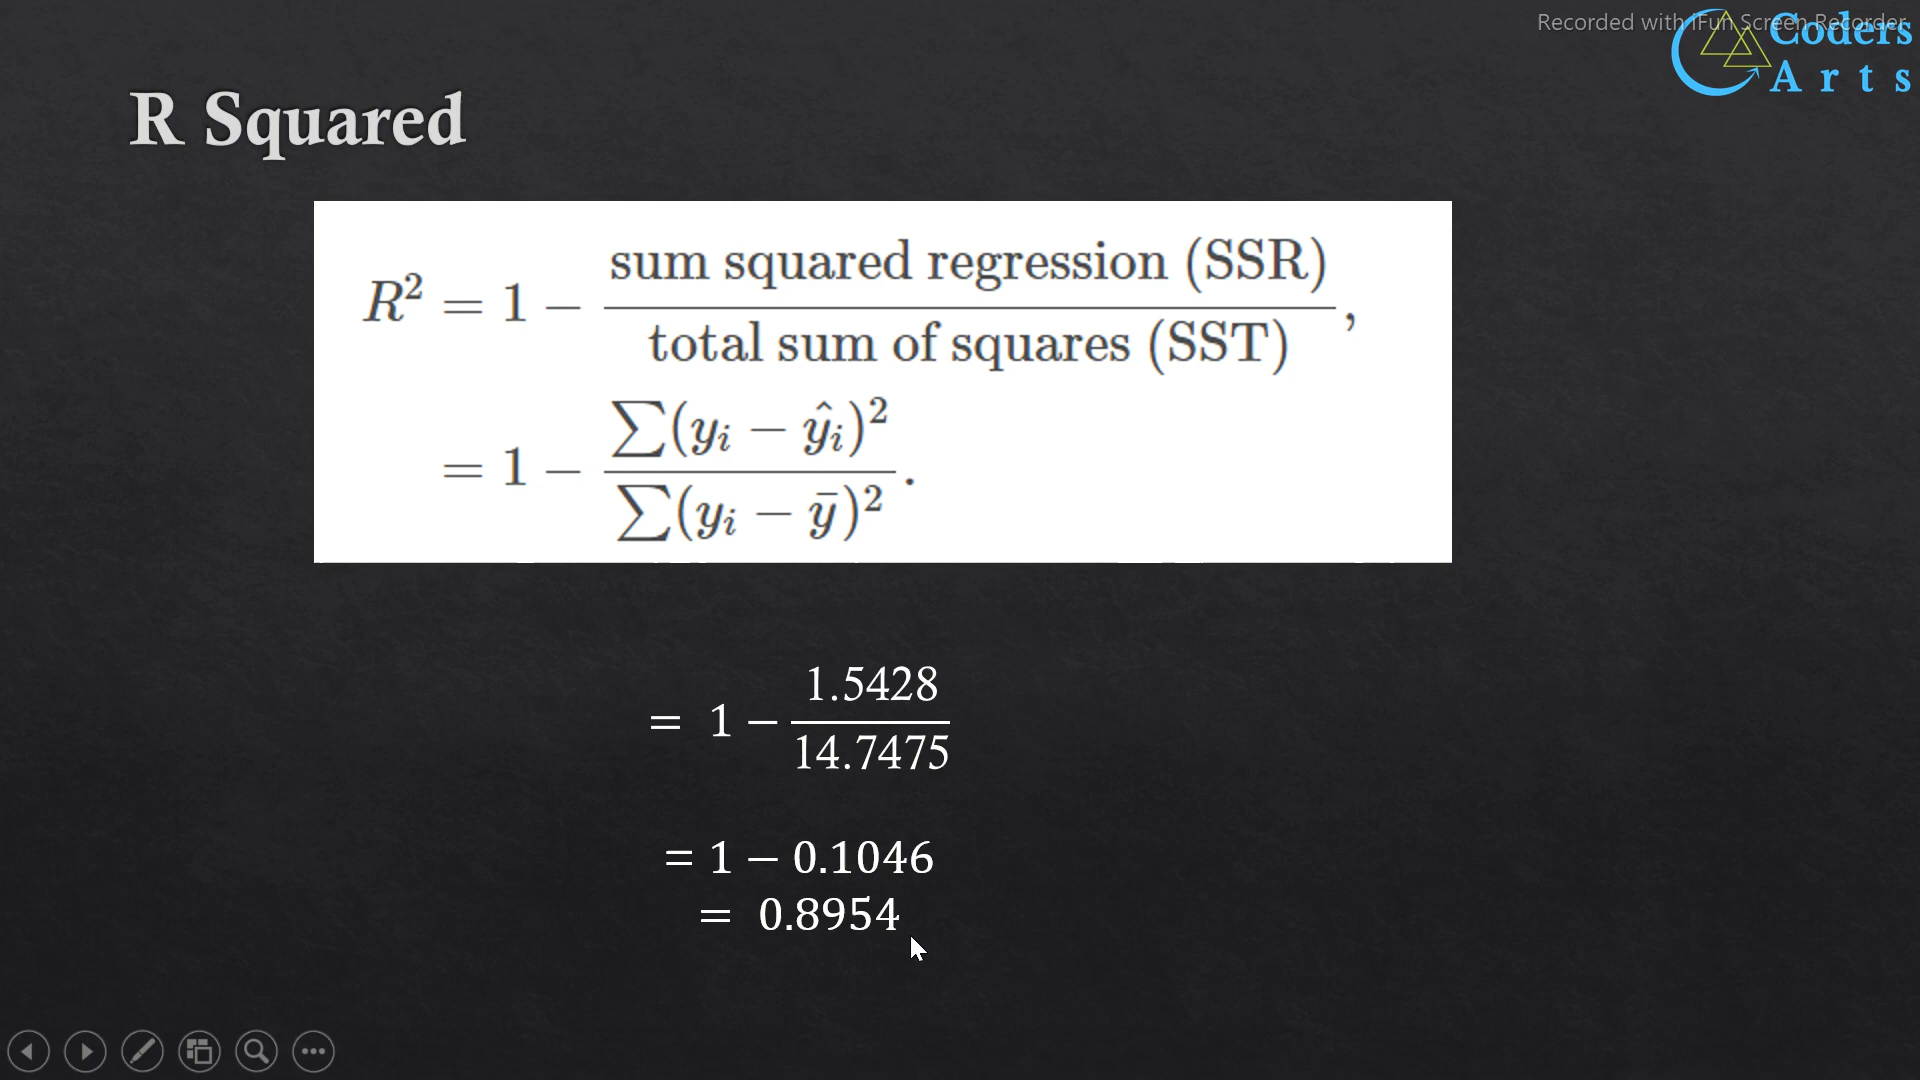 Recorded with iFun Screen Recorder
Coders
Arts
R Squared
R² = 1 − sum squared regression (SSR) / total sum of squares (SST),
= 1 − ∑(yᵢ − ŷᵢ)² / ∑(yᵢ − ȳ)².
= 1 − 1.5428 / 14.7475
= 1 − 0.1046
= 0.8954